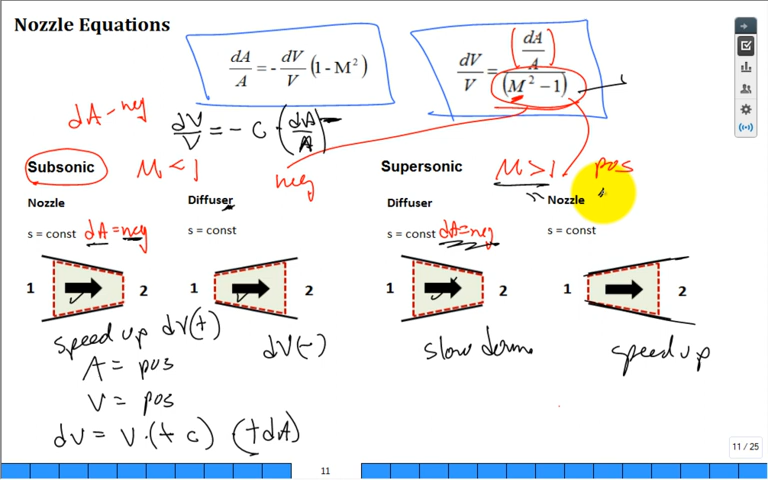 Nozzle Equations
dA/A = - dV/V (1 - M²)
dV/V = (dA/A) / (M² - 1)
dA - neg
dV/V = - C · (dA/A)
Subsonic M < 1
neg
Supersonic M > 1 pos
Nozzle
Diffuser
Diffuser
Nozzle
s = const dA = neg
s = const
s = const dA = neg
s = const
1 2
1 2
1 2
1 2
speed up dV(+)
dV(-)
slow down
speed up
A = pos
V = pos
dV = V · (+ C) (+dA)
11
11 / 25